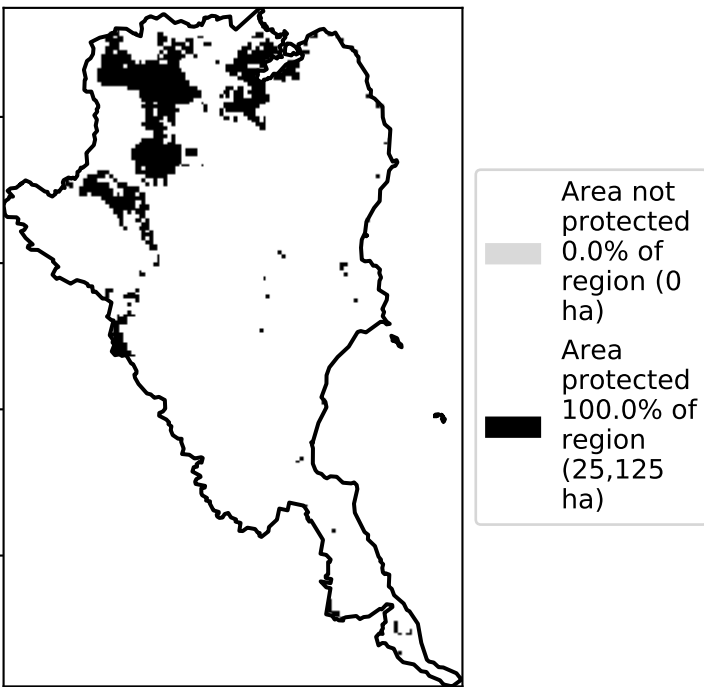 Area not
protected
0.0% of
region (0
ha)
Area
protected
100.0% of
region
(25,125
ha)